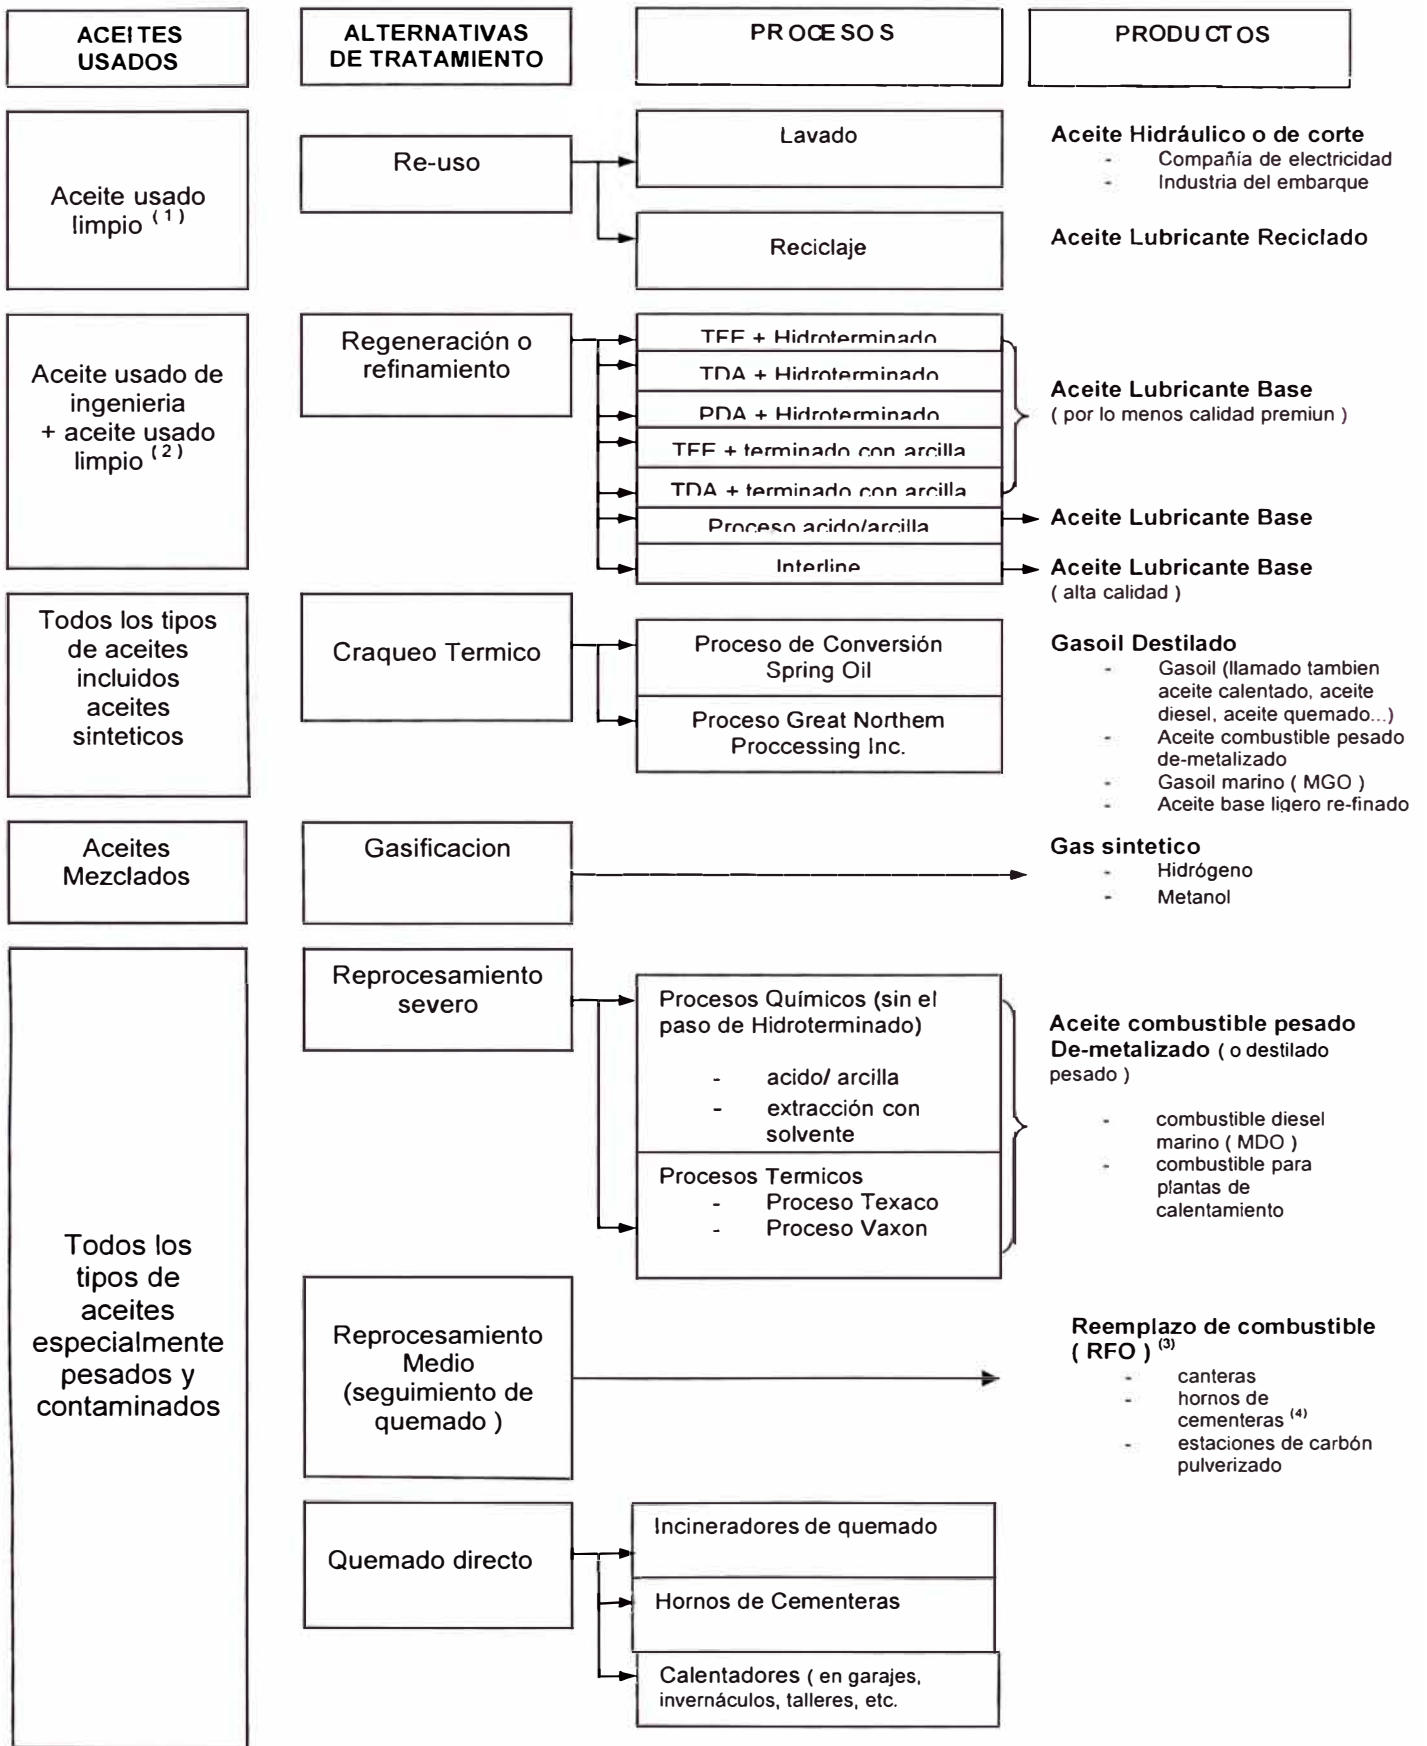 ACEITES
USADOS
ALTERNATIVAS
DE TRATAMIENTO
PROCESOS
PRODUCTOS
Aceite usado
limpio (1)
Re-uso
Lavado
Aceite Hidráulico o de corte
- Compañía de electricidad
- Industria del embarque
Reciclaje
Aceite Lubricante Reciclado
Aceite usado de
ingenieria
+ aceite usado
limpio (2)
Regeneración o
refinamiento
TFE + Hidroterminado
TDA + Hidroterminado
PDA + Hidroterminado
TFE + terminado con arcilla
TDA + terminado con arcilla
Proceso acido/arcilla
Interline
Aceite Lubricante Base
( por lo menos calidad premiun )
Aceite Lubricante Base
Aceite Lubricante Base
( alta calidad )
Todos los tipos
de aceites
incluidos
aceites
sinteticos
Craqueo Termico
Proceso de Conversión
Spring Oil
Proceso Great Northem
Proccessing Inc.
Gasoil Destilado
- Gasoil (llamado tambien
aceite calentado, aceite
diesel, aceite quemado...)
- Aceite combustible pesado
de-metalizado
- Gasoil marino ( MGO )
- Aceite base ligero re-finado
Aceites
Mezclados
Gasificacion
Gas sintetico
- Hidrógeno
- Metanol
Todos los
tipos de
aceites
especialmente
pesados y
contaminados
Reprocesamiento
severo
Procesos Químicos (sin el
paso de Hidroterminado)
- acido/ arcilla
- extracción con
solvente
Procesos Termicos
- Proceso Texaco
- Proceso Vaxon
Aceite combustible pesado
De-metalizado ( o destilado
pesado )
- combustible diesel
marino ( MDO )
- combustible para
plantas de
calentamiento
Reprocesamiento
Medio
(seguimiento de
quemado )
Reemplazo de combustible
( RFO ) (3)
- canteras
- hornos de
cementeras (4)
- estaciones de carbón
pulverizado
Quemado directo
Incineradores de quemado
Hornos de Cementeras
Calentadores ( en garajes,
invernáculos, talleres, etc.